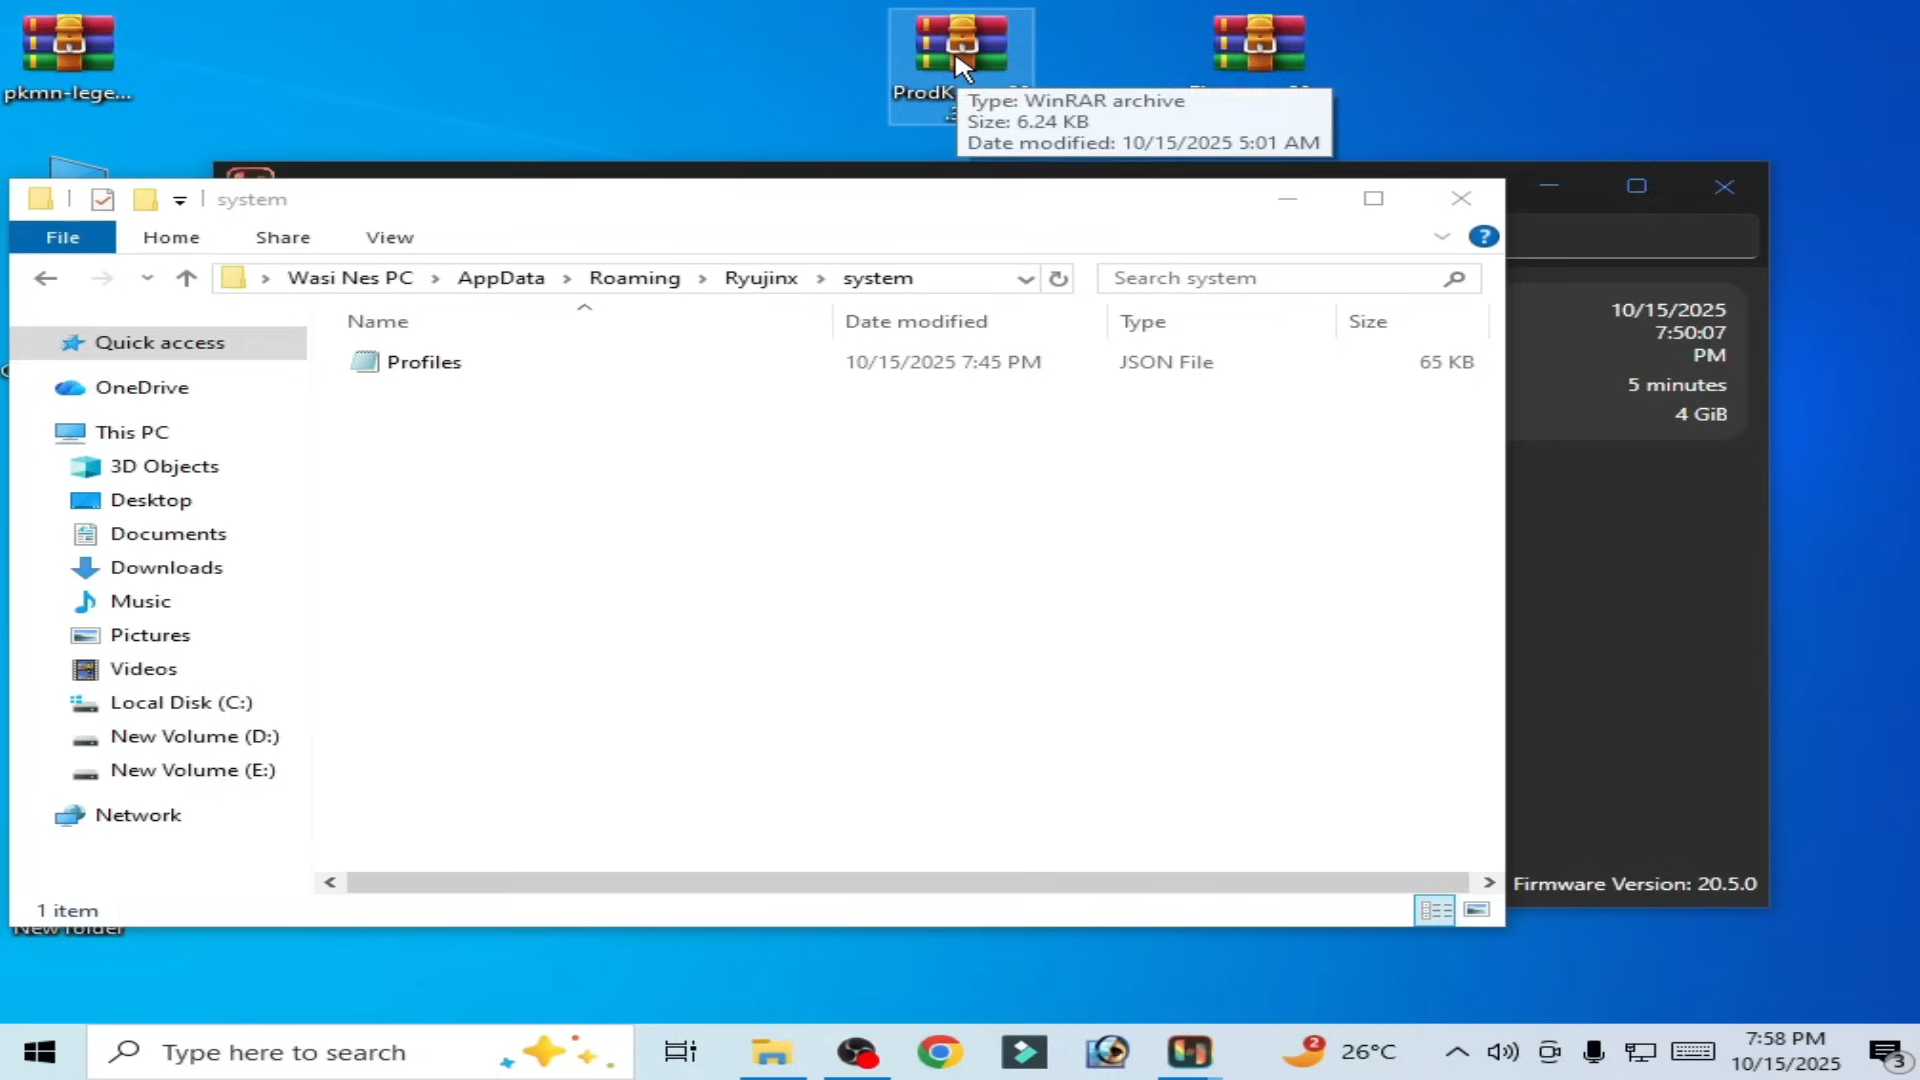 pkmn-lege...
Type: WinRAR archive
Size: 6.24 KB
Date modified: 10/15/2025 5:01 AM
system
File
Home
Share
View
Wasi Nes PC
AppData
Roaming
Ryujinx
system
Search system
Name
Date modified
Type
Size
Profiles
10/15/2025 7:45 PM
JSON File
65 KB
Quick access
OneDrive
This PC
3D Objects
Desktop
Documents
Downloads
Music
Pictures
Videos
Local Disk (C:)
New Volume (D:)
New Volume (E:)
Network
1 item
New folder
10/15/2025
7:50:07
PM
5 minutes
4 GiB
Firmware Version: 20.5.0
Type here to search
2
26°C
7:58 PM
10/15/2025
3